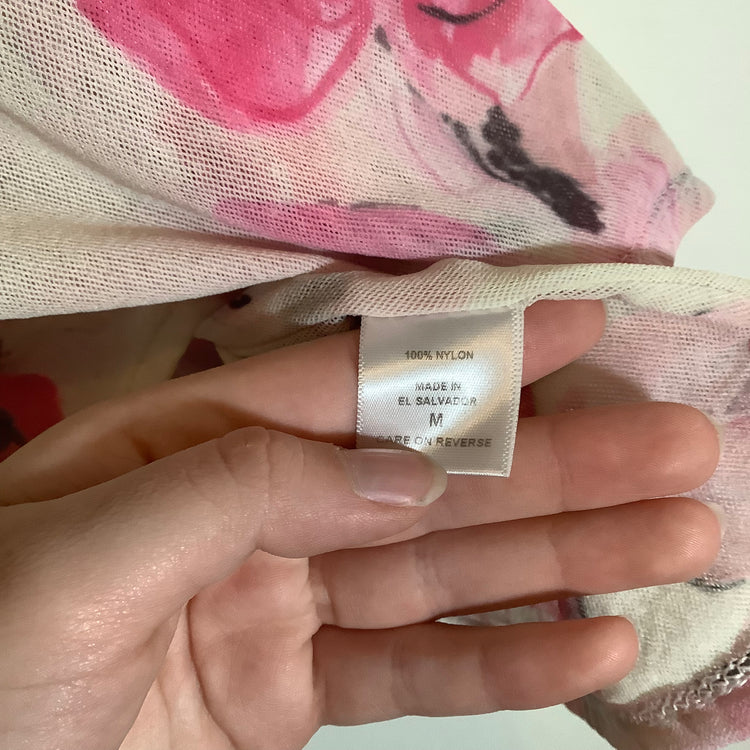 100% NYLON
MADE IN
EL SALVADOR
M
CARE ON REVERSE